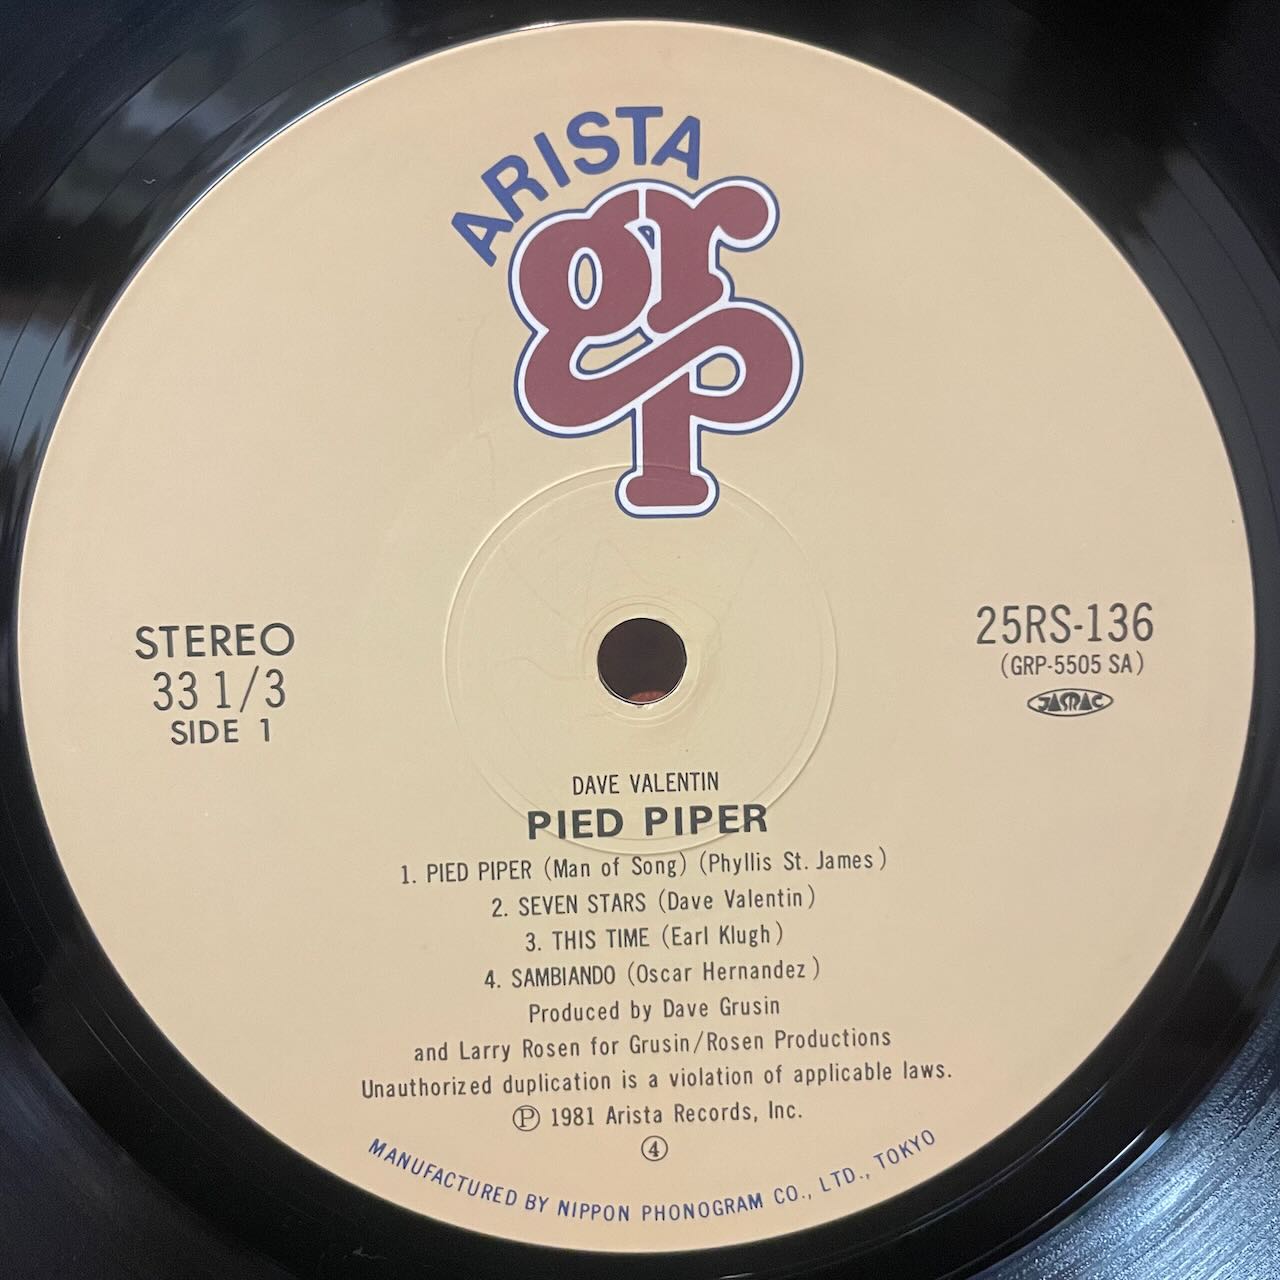 ARISTA
grp
STEREO
33 1/3
SIDE 1
25RS-136
(GRP-5505 SA)
JASRAC
DAVE VALENTIN
PIED PIPER
1. PIED PIPER (Man of Song) (Phyllis St. James)
2. SEVEN STARS (Dave Valentin)
3. THIS TIME (Earl Klugh)
4. SAMBIANDO (Oscar Hernandez)
Produced by Dave Grusin
and Larry Rosen for Grusin/Rosen Productions
Unauthorized duplication is a violation of applicable laws.
Ⓟ 1981 Arista Records, Inc.
④
MANUFACTURED BY NIPPON PHONOGRAM CO., LTD., TOKYO